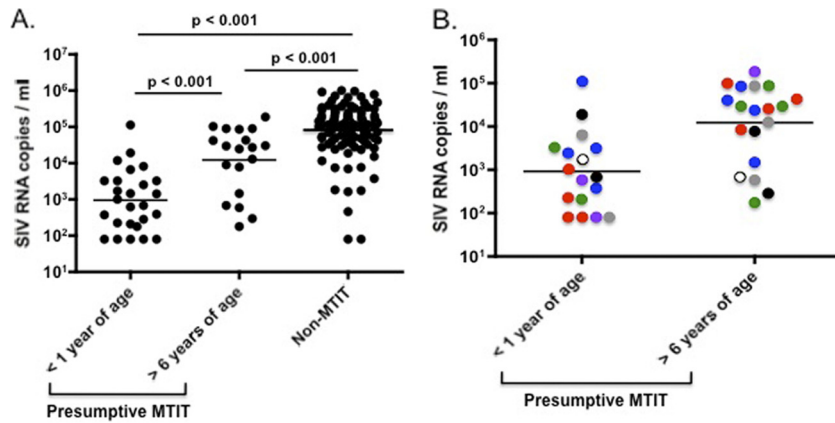 A.
p < 0.001
p < 0.001
p < 0.001
SIV RNA copies / ml
10⁷
10⁶
10⁵
10⁴
10³
10²
10¹
< 1 year of age
> 6 years of age
Non-MTIT
Presumptive MTIT
B.
SIV RNA copies / ml
10⁶
10⁵
10⁴
10³
10²
10¹
< 1 year of age
> 6 years of age
Presumptive MTIT